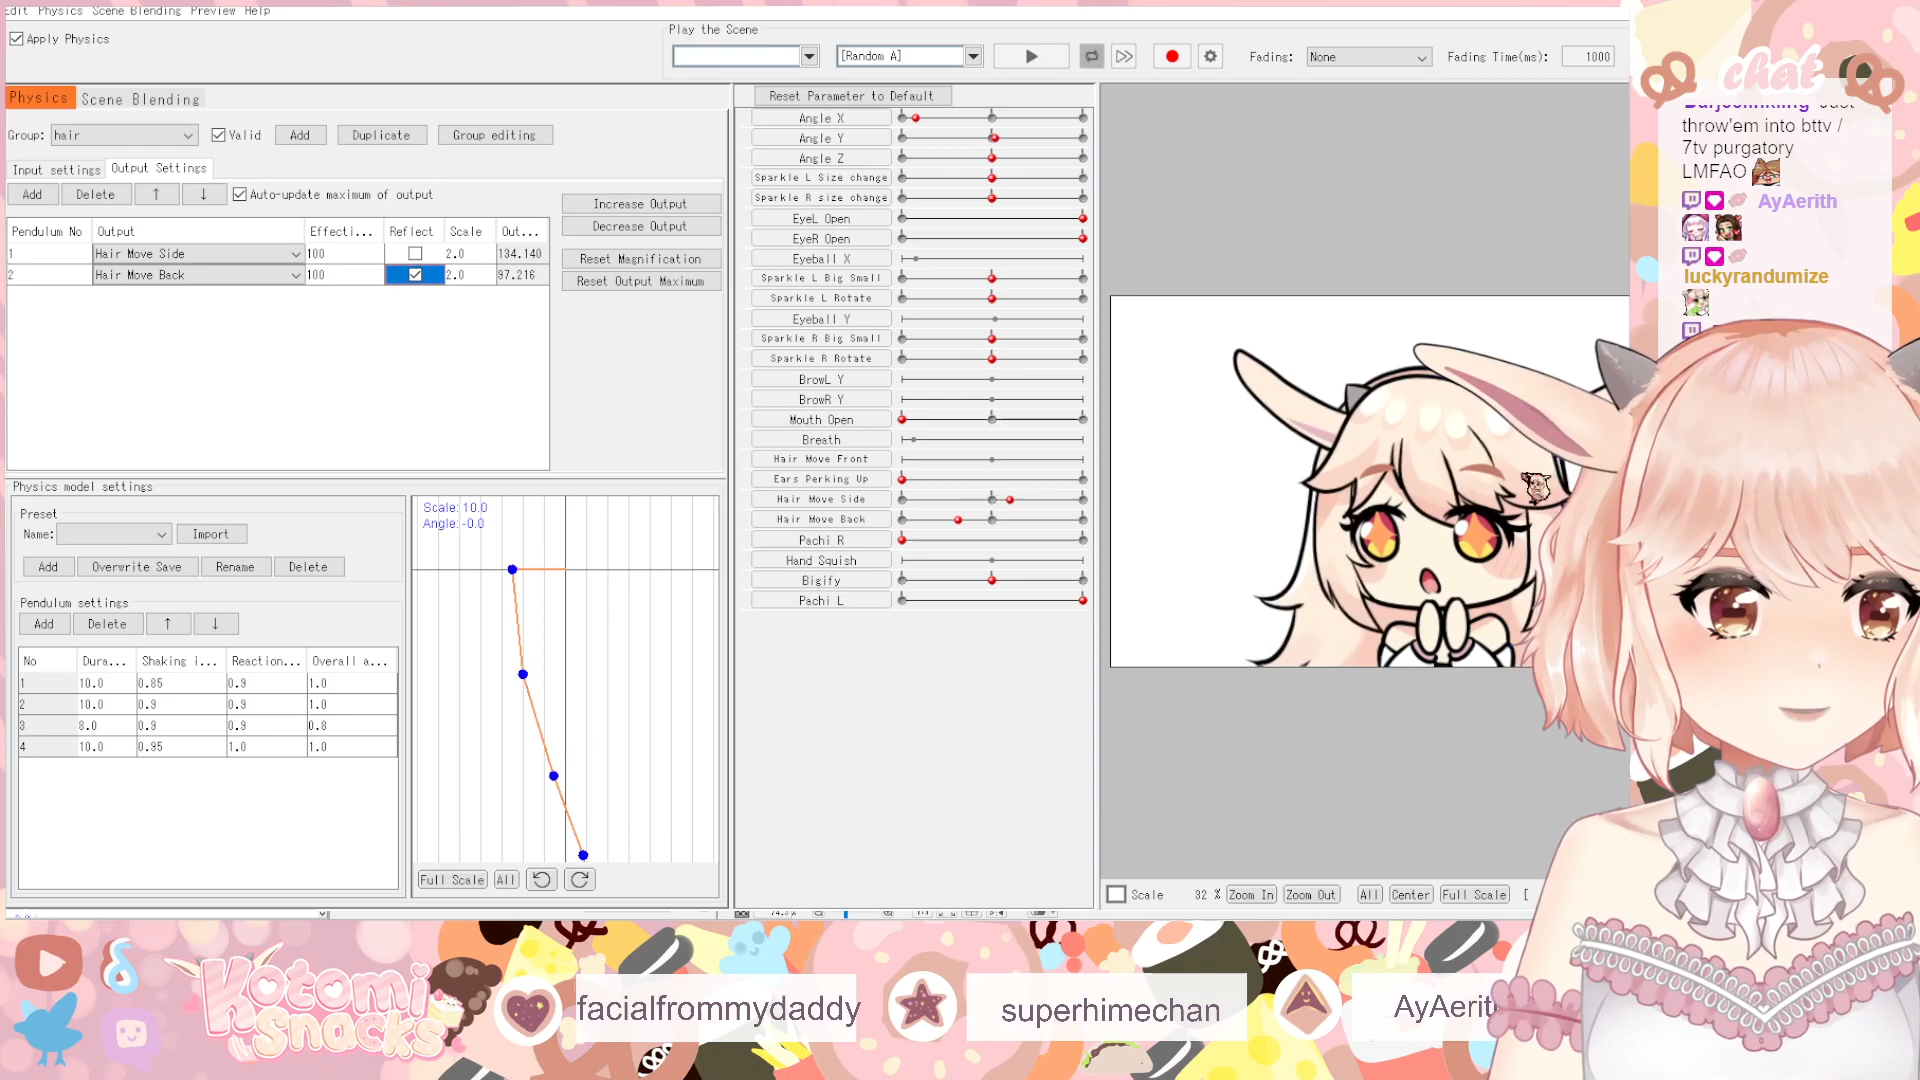 Edit Physics Scene Blending Preview Help
Apply Physics
Play the Scene
[Random A]
Fading:
None
Fading Time(ms):
1000
Physics
Scene Blending
Group:
hair
Valid
Add
Duplicate
Group editing
Input settings
Output Settings
Add
Delete
↑
↓
Auto-update maximum of output
Increase Output
Decrease Output
Reset Magnification
Reset Output Maximum
Pendulum No
Output
Effecti...
Reflect
Scale
Out...
1
Hair Move Side
100
2.0
134.140
2
Hair Move Back
100
2.0
97.216
Physics model settings
Preset
Name:
Import
Add
Overwrite Save
Rename
Delete
Pendulum settings
Add
Delete
↑
↓
No
Dura...
Shaking i...
Reaction...
Overall a...
1 10.0 0.85 0.9 1.0
2 10.0 0.9 0.9 1.0
3 8.0 0.9 0.9 0.8
4 10.0 0.95 1.0 1.0
Scale: 10.0
Angle: -0.0
Full Scale
All
Reset Parameter to Default
Angle X
Angle Y
Angle Z
Sparkle L Size change
Sparkle R size change
EyeL Open
EyeR Open
Eyeball X
Sparkle L Big Small
Sparkle L Rotate
Eyeball Y
Sparkle R Big Small
Sparkle R Rotate
BrowL Y
BrowR Y
Mouth Open
Breath
Hair Move Front
Ears Perking Up
Hair Move Side
Hair Move Back
Pachi R
Hand Squish
Bigify
Pachi L
Scale
32 %
Zoom In
Zoom Out
All
Center
Full Scale
[
chat
throw'em into bttv /
7tv purgatory
LMFAO
AyAerith
luckyrandumize
Kotomi
Snacks
facialfrommydaddy
superhimechan
AyAerit